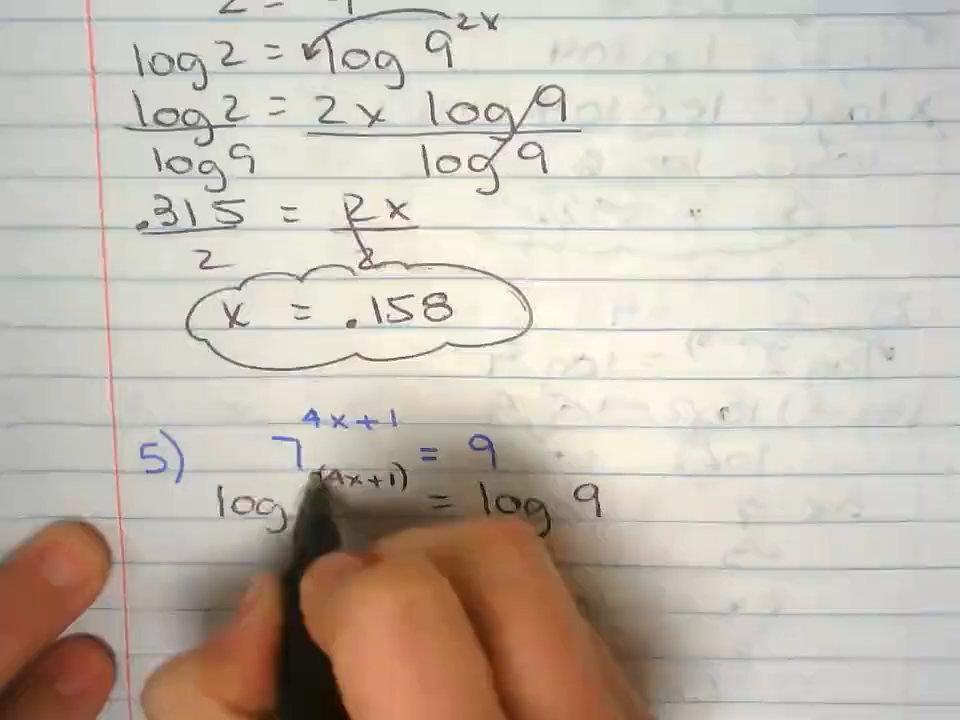 log 2 = log 9^2x
log 2 = 2x log 9
log 9 log 9
.315 = 2x
2 2
x = .158
5) 7^4x+1 = 9
log (4x+1) = log 9